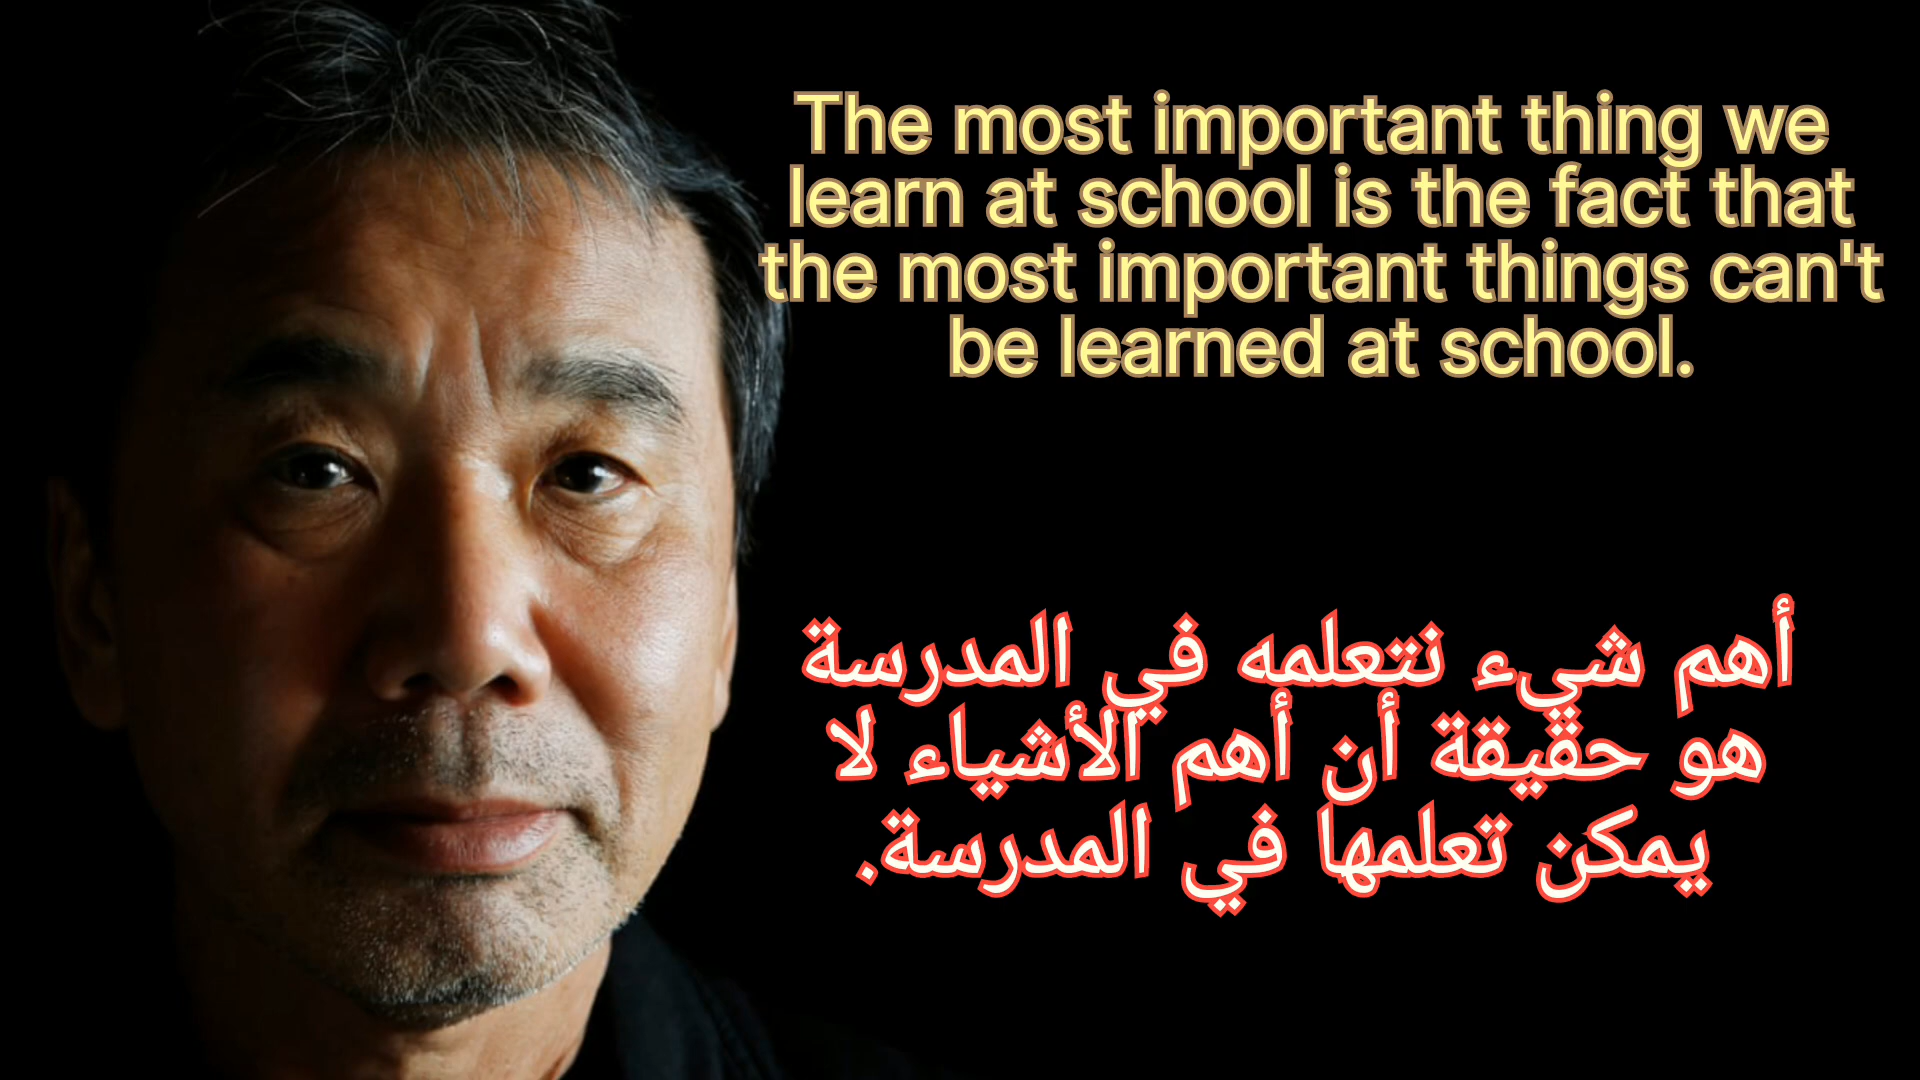 The most important thing we
learn at school is the fact that
the most important things can't
be learned at school.
أهم شيء نتعلمه في المدرسة
هو حقيقة أن أهم الأشياء لا
يمكن تعلمها في المدرسة.